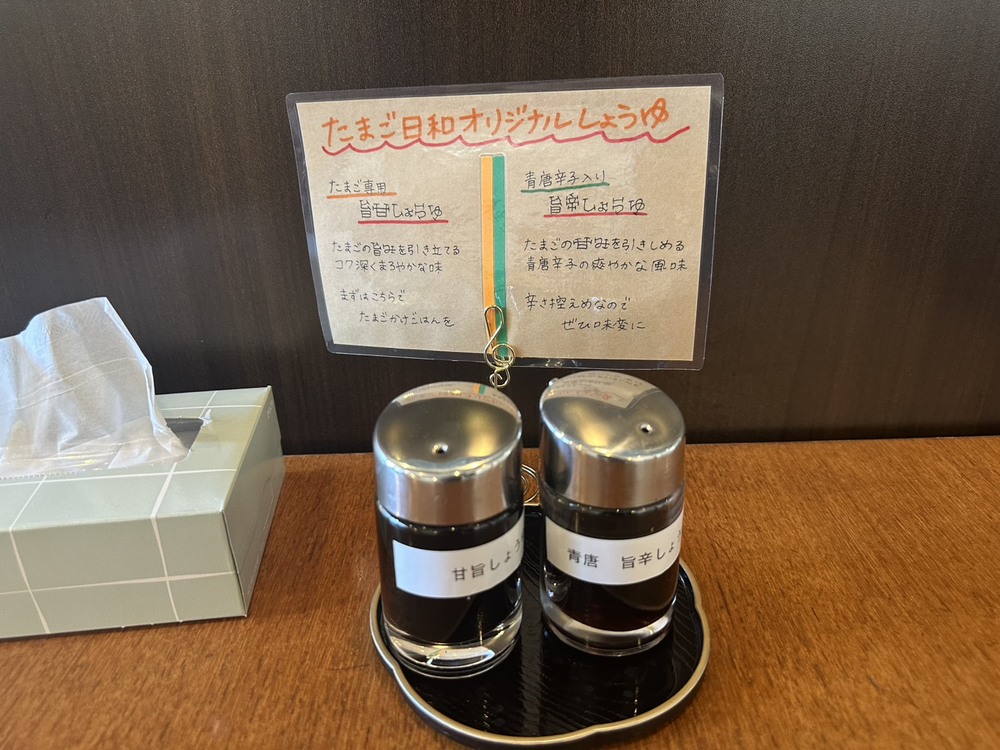 たまご日和オリジナルしょうゆ
たまご専用
旨甘しょうゆ
たまごの旨味を引き立てる
コク深くまろやかな味
まずはこちらで
たまごかけごはんを
青唐辛子入り
旨辛しょうゆ
たまごの甘味を引きしめる
青唐辛子の爽やかな風味
辛さ控えめなので
ぜひ味変に
甘旨しょう
青唐 旨辛しょう